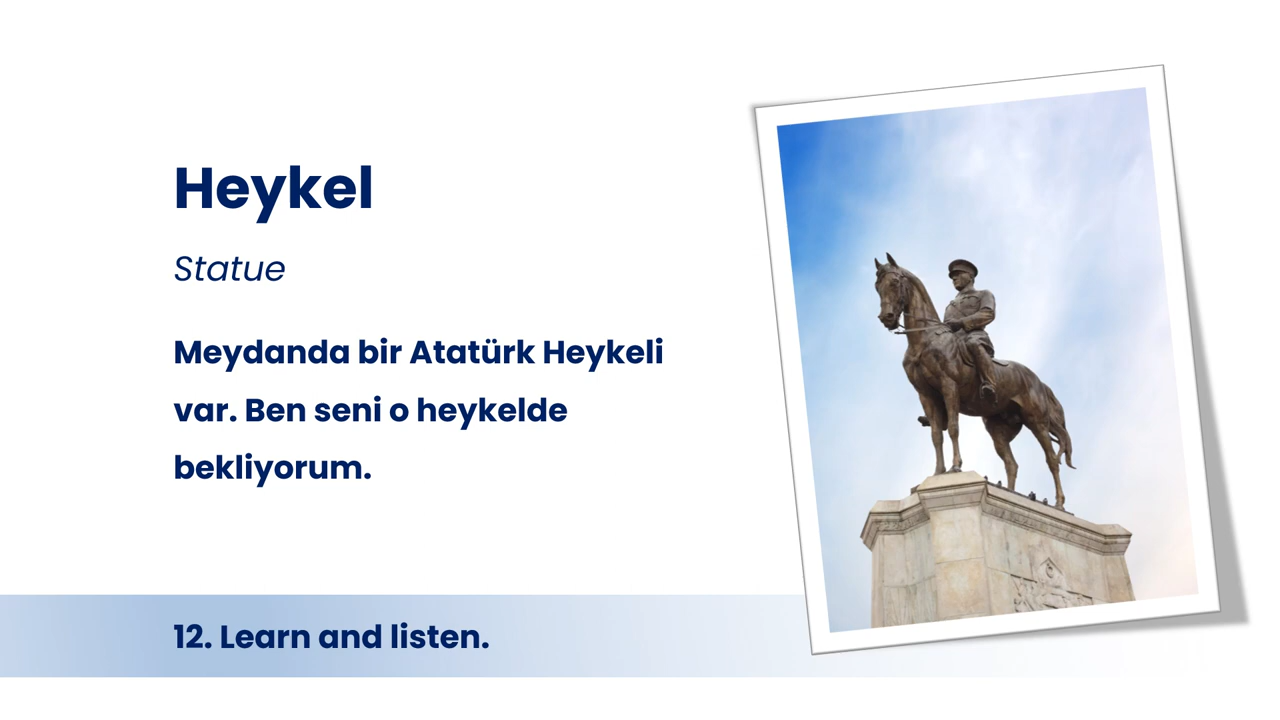 Heykel
Statue
Meydanda bir Atatürk Heykeli
var. Ben seni o heykelde
bekliyorum.
12. Learn and listen.